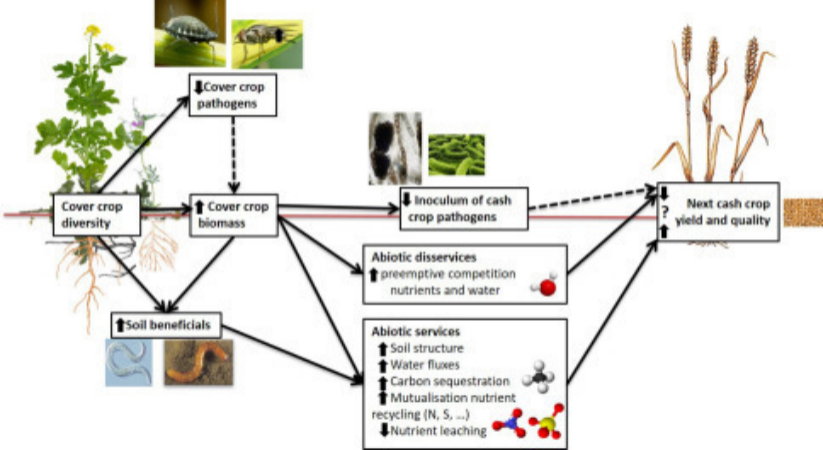 Cover crop
pathogens
Cover crop
diversity
Cover crop
biomass
Inoculum of cash
crop pathogens
?
Next cash crop
yield and quality
Abiotic disservices
preemptive competition
nutrients and water
Soil beneficials
Abiotic services
Soil structure
Water fluxes
Carbon sequestration
Mutualisation nutrient
recycling (N, S, …)
Nutrient leaching